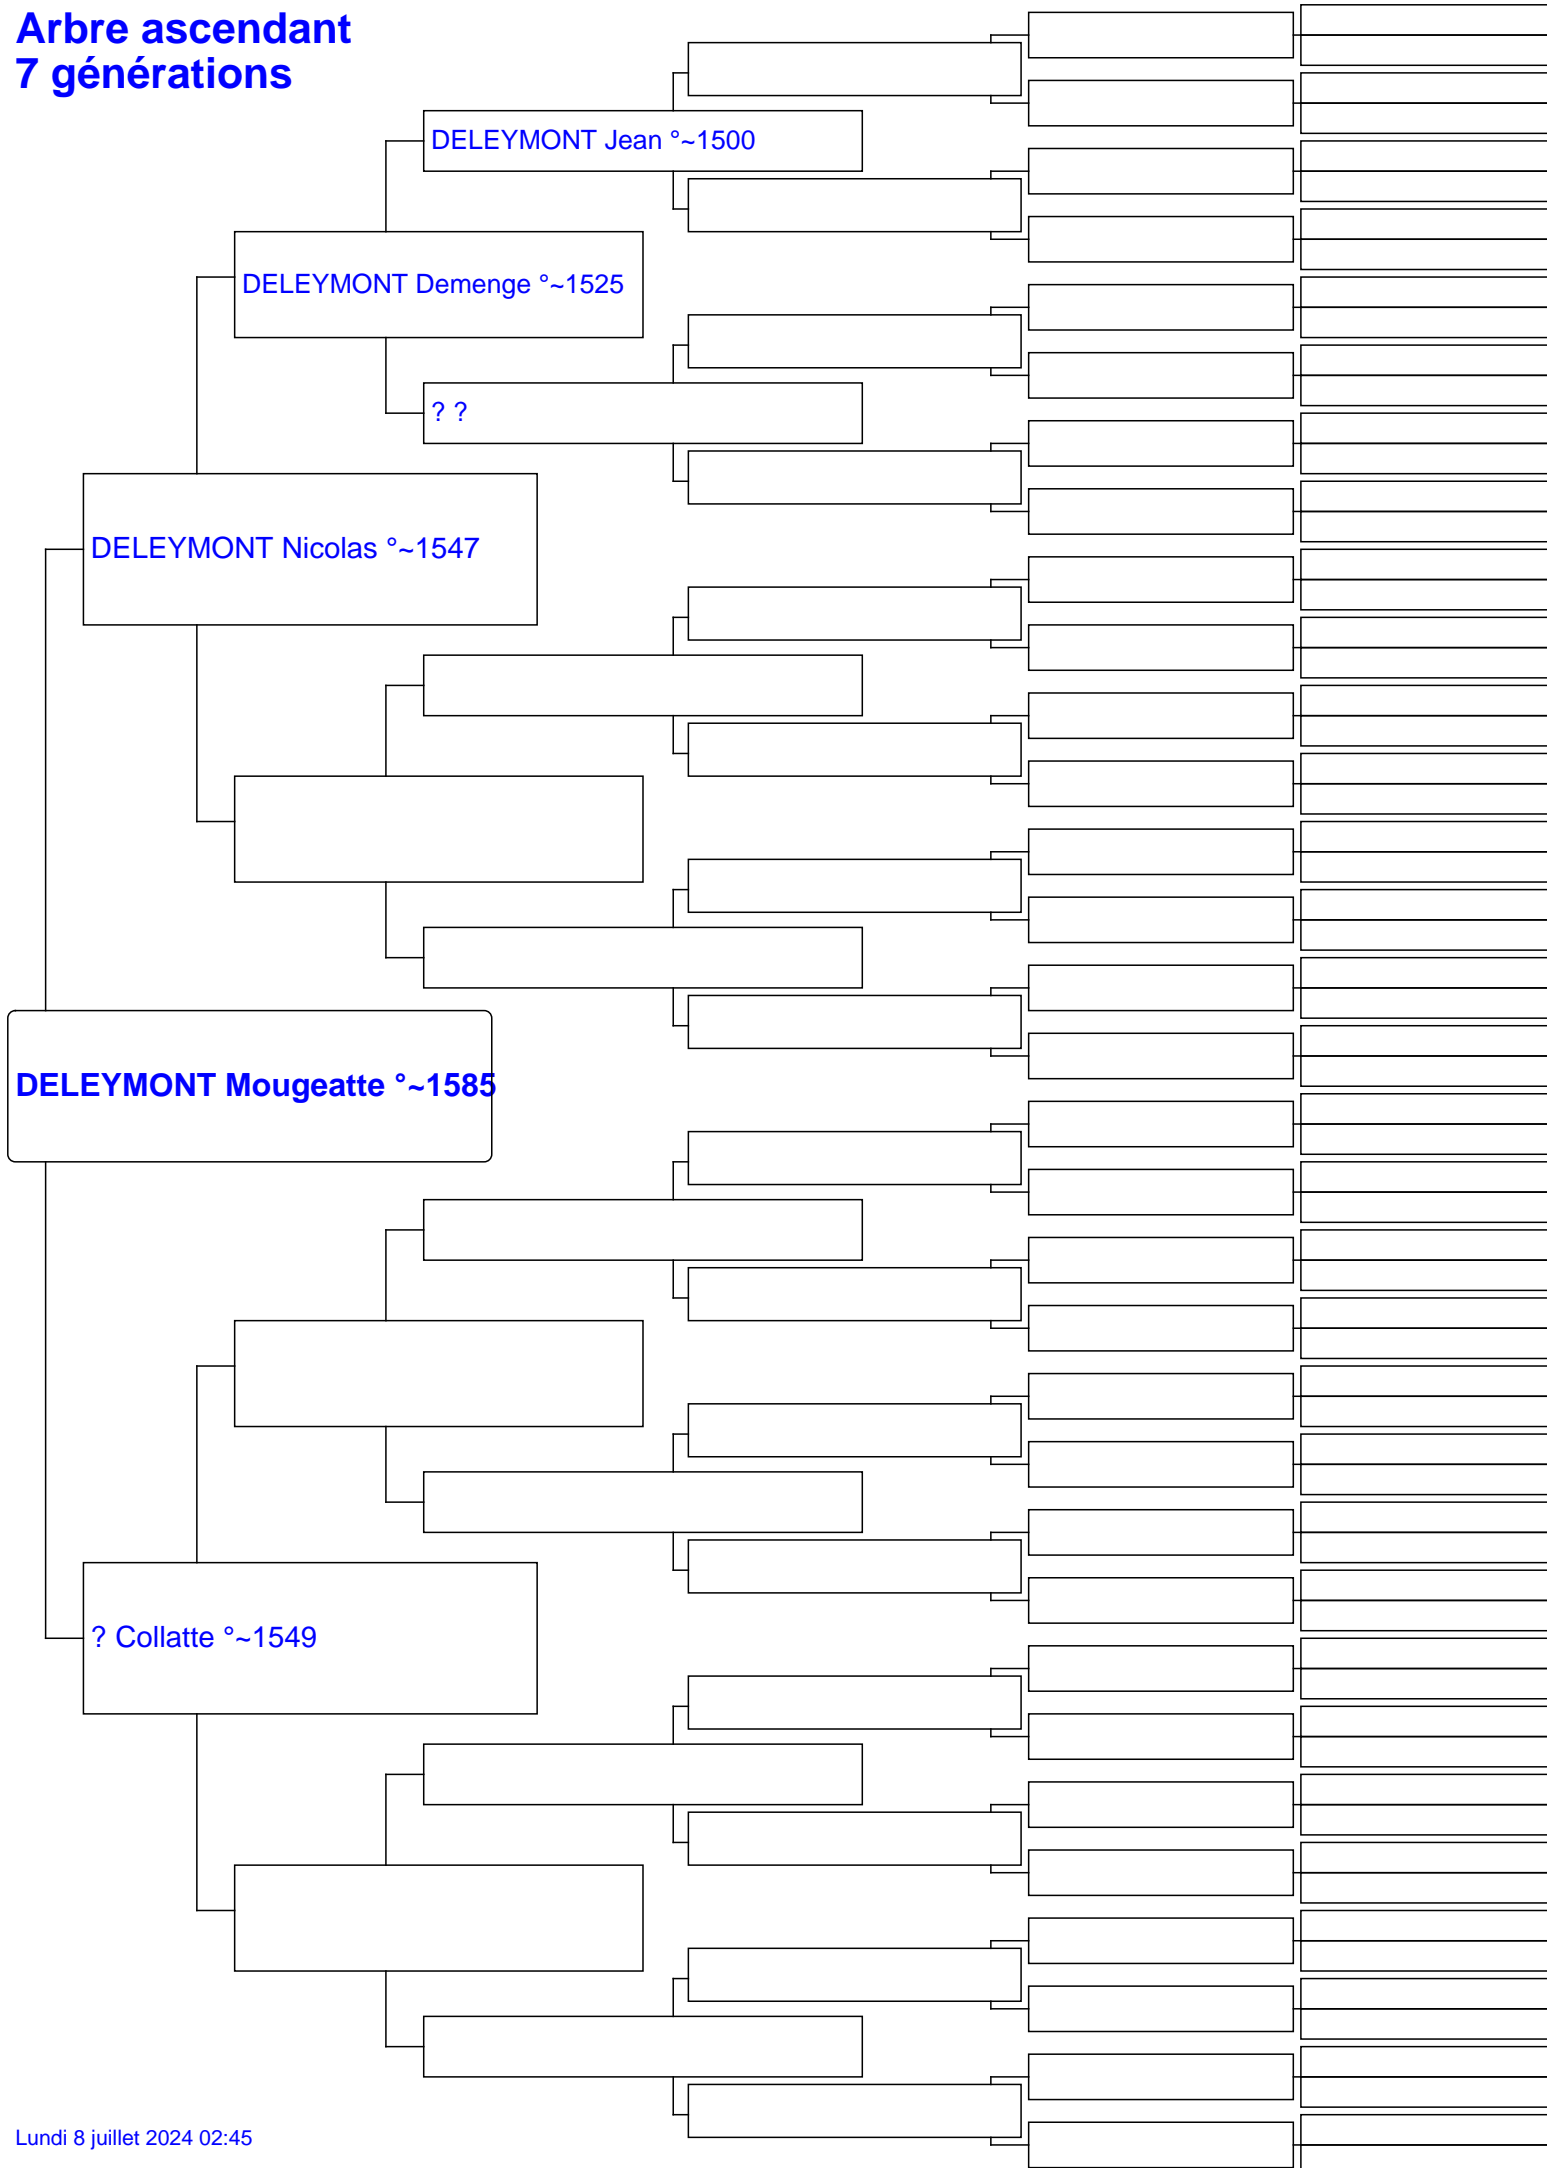 Arbre ascendant
7 générations
DELEYMONT Jean °~1500
DELEYMONT Demenge °~1525
? ?
DELEYMONT Nicolas °~1547
DELEYMONT Mougeatte °~1585
? Collatte °~1549
Lundi 8 juillet 2024 02:45